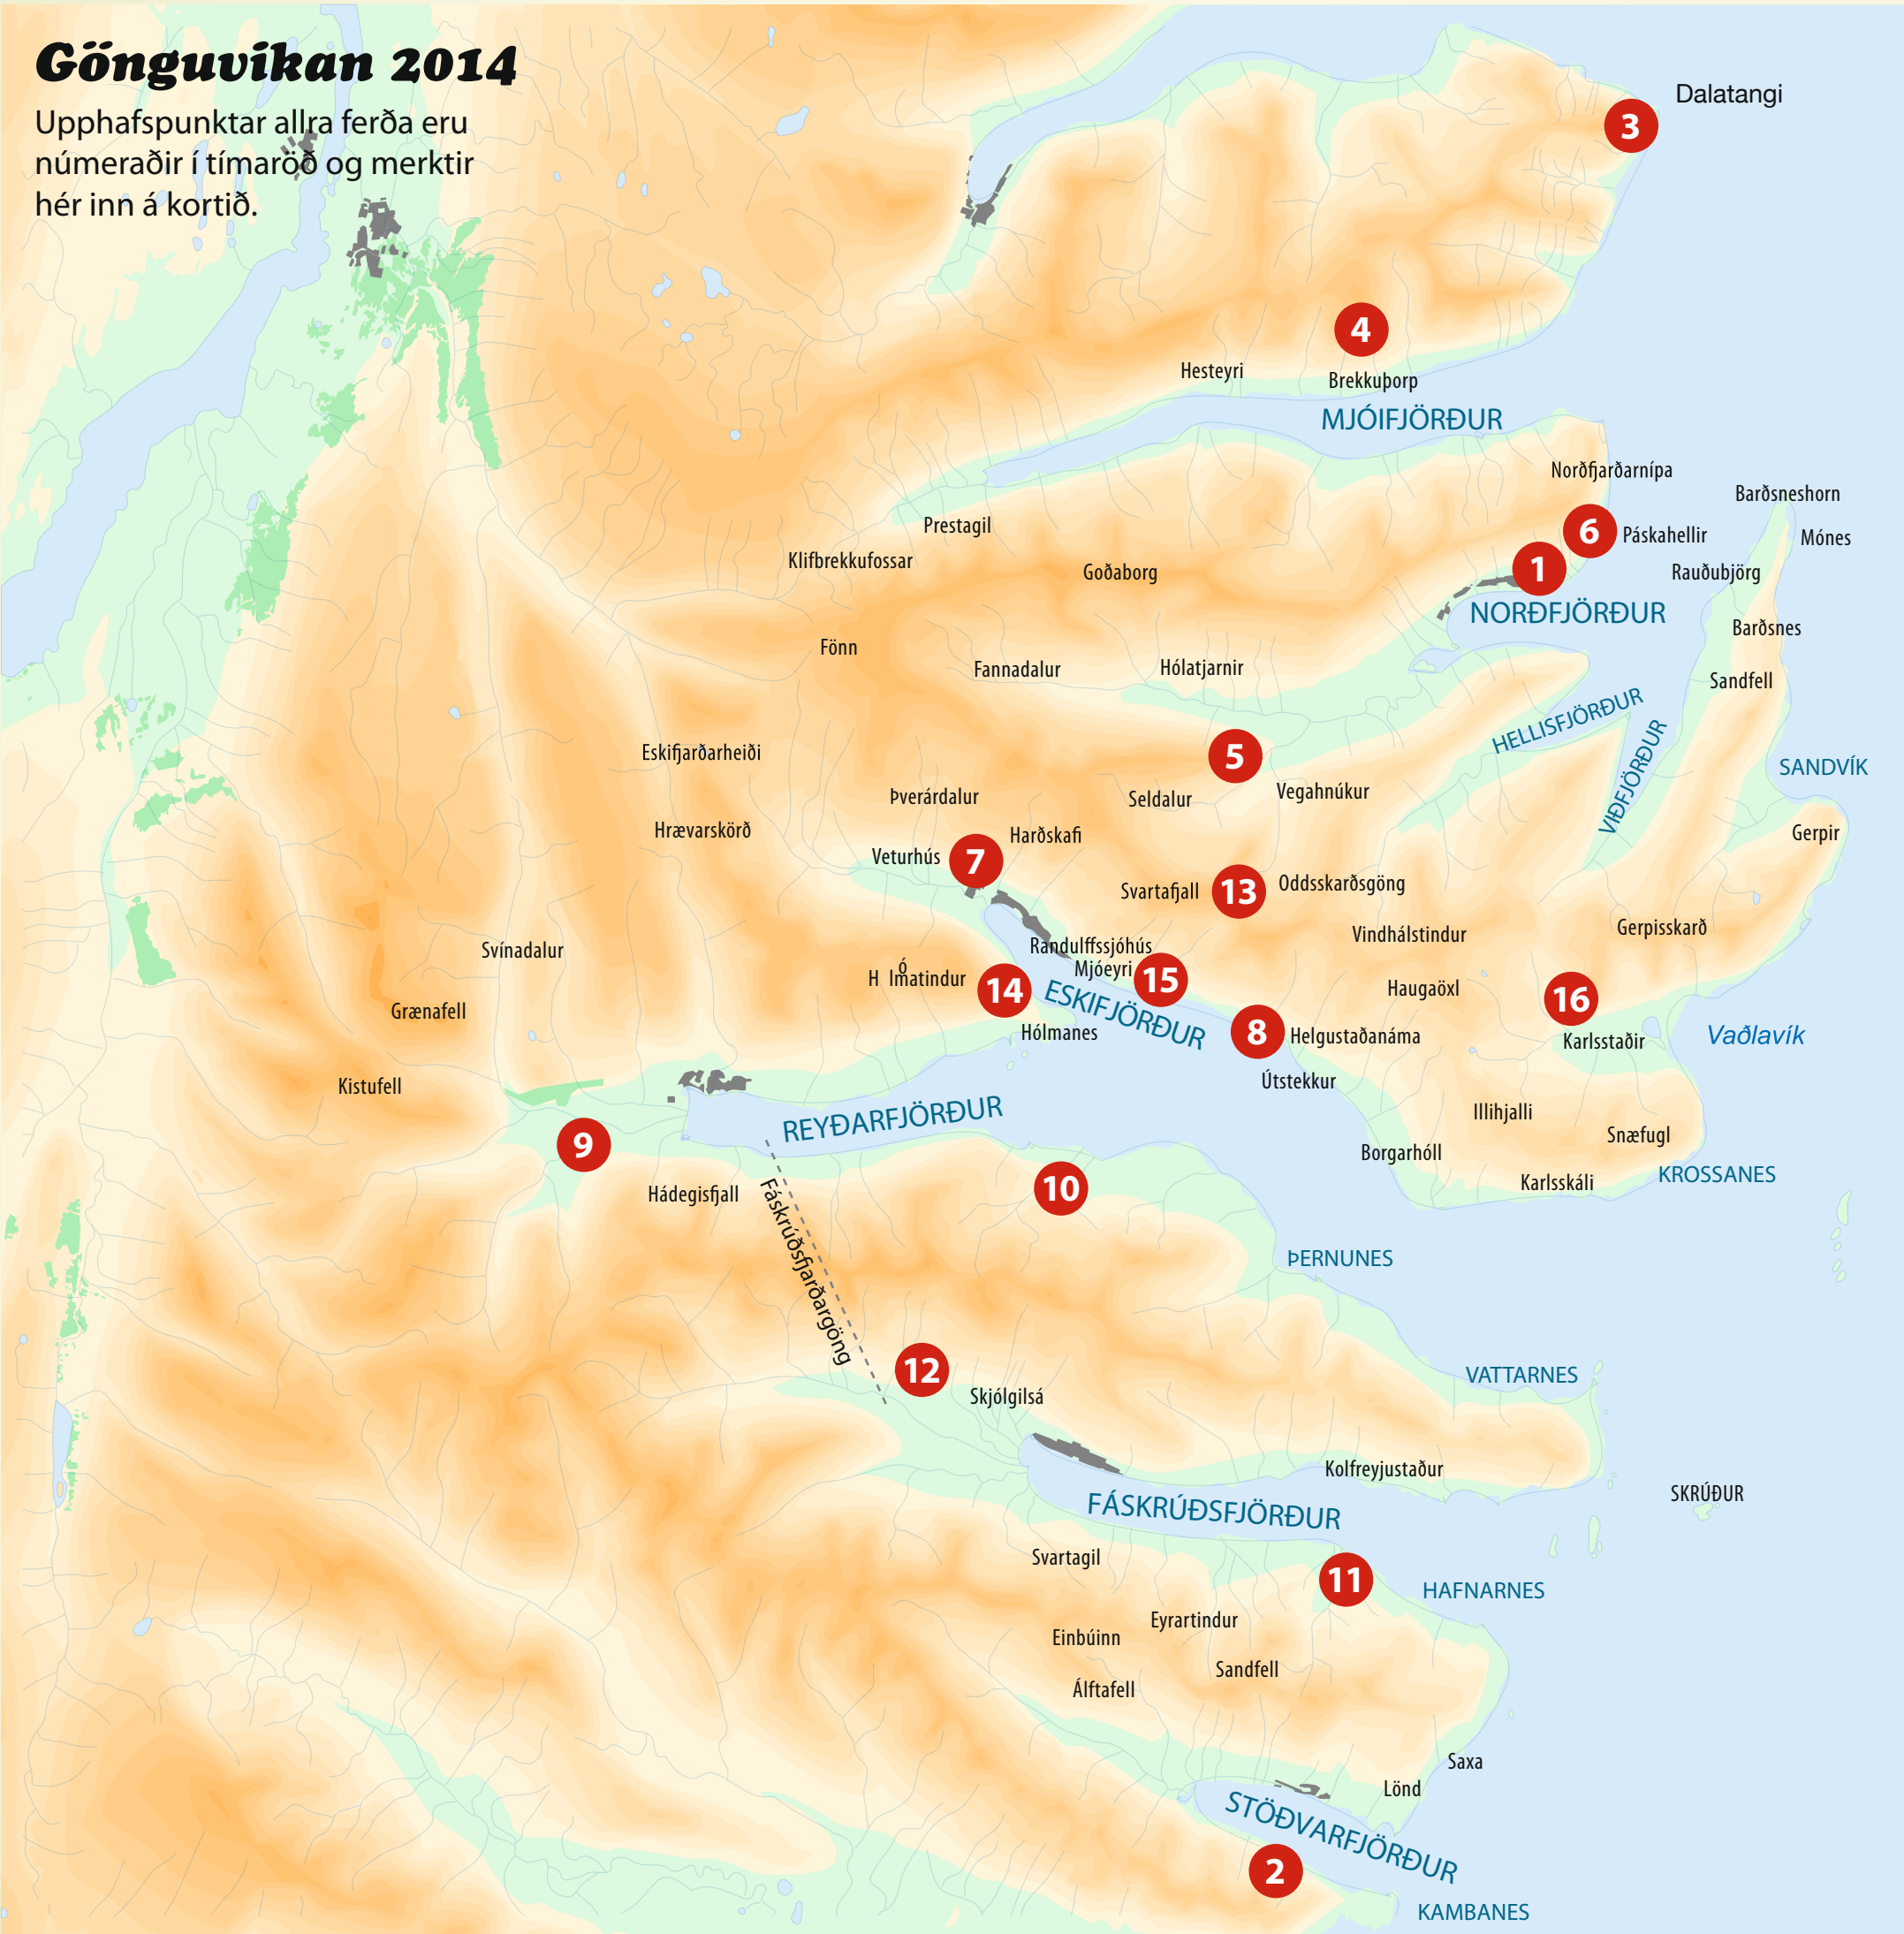 Gönguvikan 2014
Upphafspunktar allra ferða eru
númeraðir í tímaröð og merktir
hér inn á kortið.
Dalatangi
3
4
Hesteyri
Brekkuþorp
MJÓIFJÖRÐUR
Norðfjarðarnípa
Barðsneshorn
Prestagil
6
Páskahellir
Mónes
Klifbrekkufossar
Goðaborg
1
Rauðubjörg
NORÐFJÖRÐUR
Barðsnes
Fönn
Fannadalur
Hólatjarnir
Sandfell
HELLISFJÖRÐUR
VIÐFJÖRÐUR
Eskifjarðarheiði
5
SANDVÍK
Þverárdalur
Seldalur
Vegahnúkur
Hrævarskörð
Harðskafi
Gerpir
Veturhús
7
Svartafjall
13
Oddsskarðsgöng
Svínadalur
Randulffssjóhús
Vindhálstindur
Gerpisskarð
Mjóeyri
15
H lmatindur
ó
14
ESKIFJÖRÐUR
Haugaöxl
16
Grænafell
Hólmanes
8
Helgustaðanáma
Karlsstaðir
Vaðlavík
Kistufell
Útstekkur
REYÐARFJÖRÐUR
Illihjalli
9
Snæfugl
Borgarhóll
Hádegisfjall
10
Karlsskáli
KROSSANES
Fáskrúðsfjarðargöng
ÞERNUNES
12
Skjólgilsá
VATTARNES
Kolfreyjustaður
FÁSKRÚÐSFJÖRÐUR
SKRÚÐUR
Svartagil
11
HAFNARNES
Eyrartindur
Einbúinn
Sandfell
Álftafell
Saxa
Lönd
STÖÐVARFJÖRÐUR
2
KAMBANES